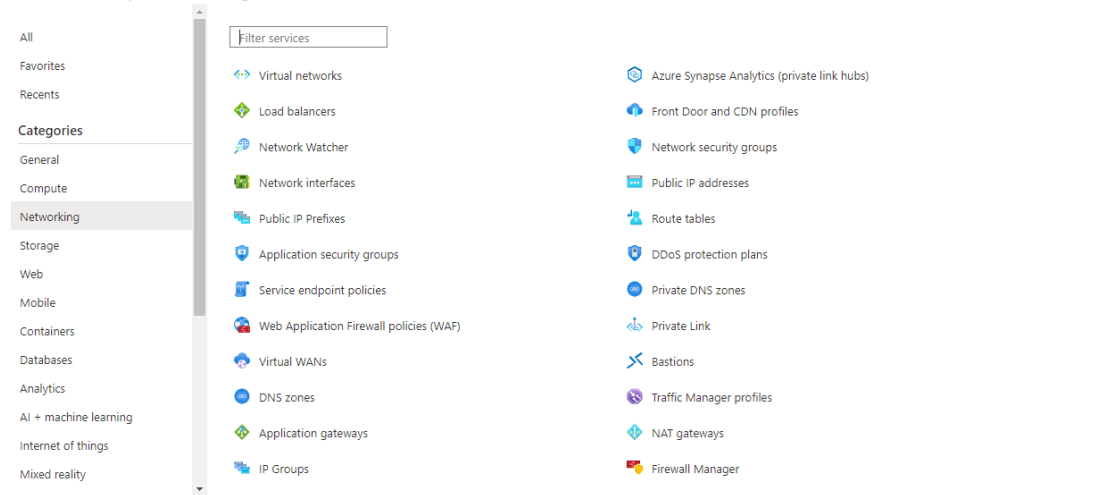 All
Favorites
Recents
Categories
General
Compute
Networking
Storage
Web
Mobile
Containers
Databases
Analytics
AI + machine learning
Internet of things
Mixed reality
Filter services
Virtual networks
Load balancers
Network Watcher
Network interfaces
Public IP Prefixes
Application security groups
Service endpoint policies
Web Application Firewall policies (WAF)
Virtual WANs
DNS zones
Application gateways
IP Groups
Azure Synapse Analytics (private link hubs)
Front Door and CDN profiles
Network security groups
Public IP addresses
Route tables
DDoS protection plans
Private DNS zones
Private Link
Bastions
Traffic Manager profiles
NAT gateways
Firewall Manager